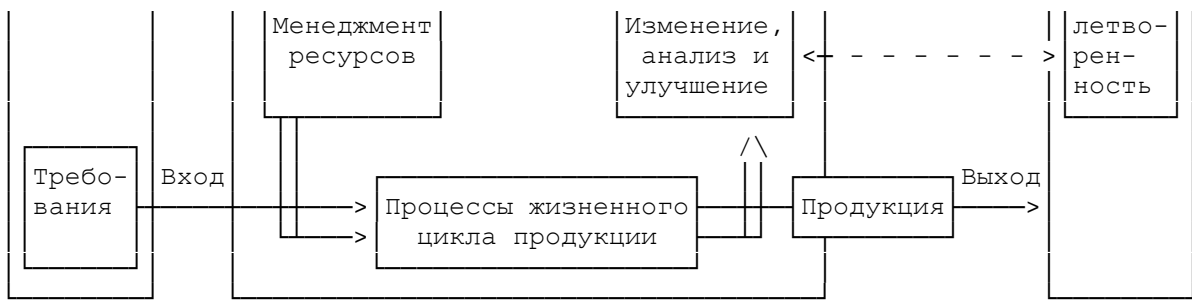 Менеджмент
ресурсов
Изменение,
анализ и
улучшение
летво-
рен-
ность
Требо-
вания
Вход
Процессы жизненного
цикла продукции
Продукция
Выход